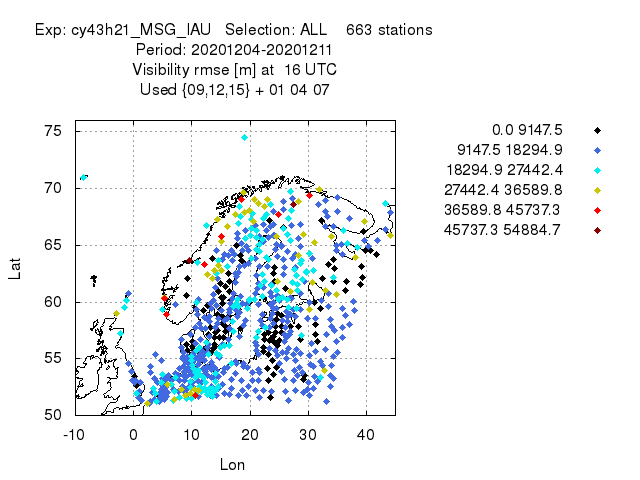 Exp: cy43h21_MSG_IAU   Selection: ALL    663 stations
Period: 20201204-20201211
Visibility rmse [m] at  16 UTC
Used {09,12,15} + 01 04 07
0.0 9147.5
9147.5 18294.9
18294.9 27442.4
27442.4 36589.8
36589.8 45737.3
45737.3 54884.7
75
70
65
60
55
50
Lat
-10 0 10 20 30 40
Lon